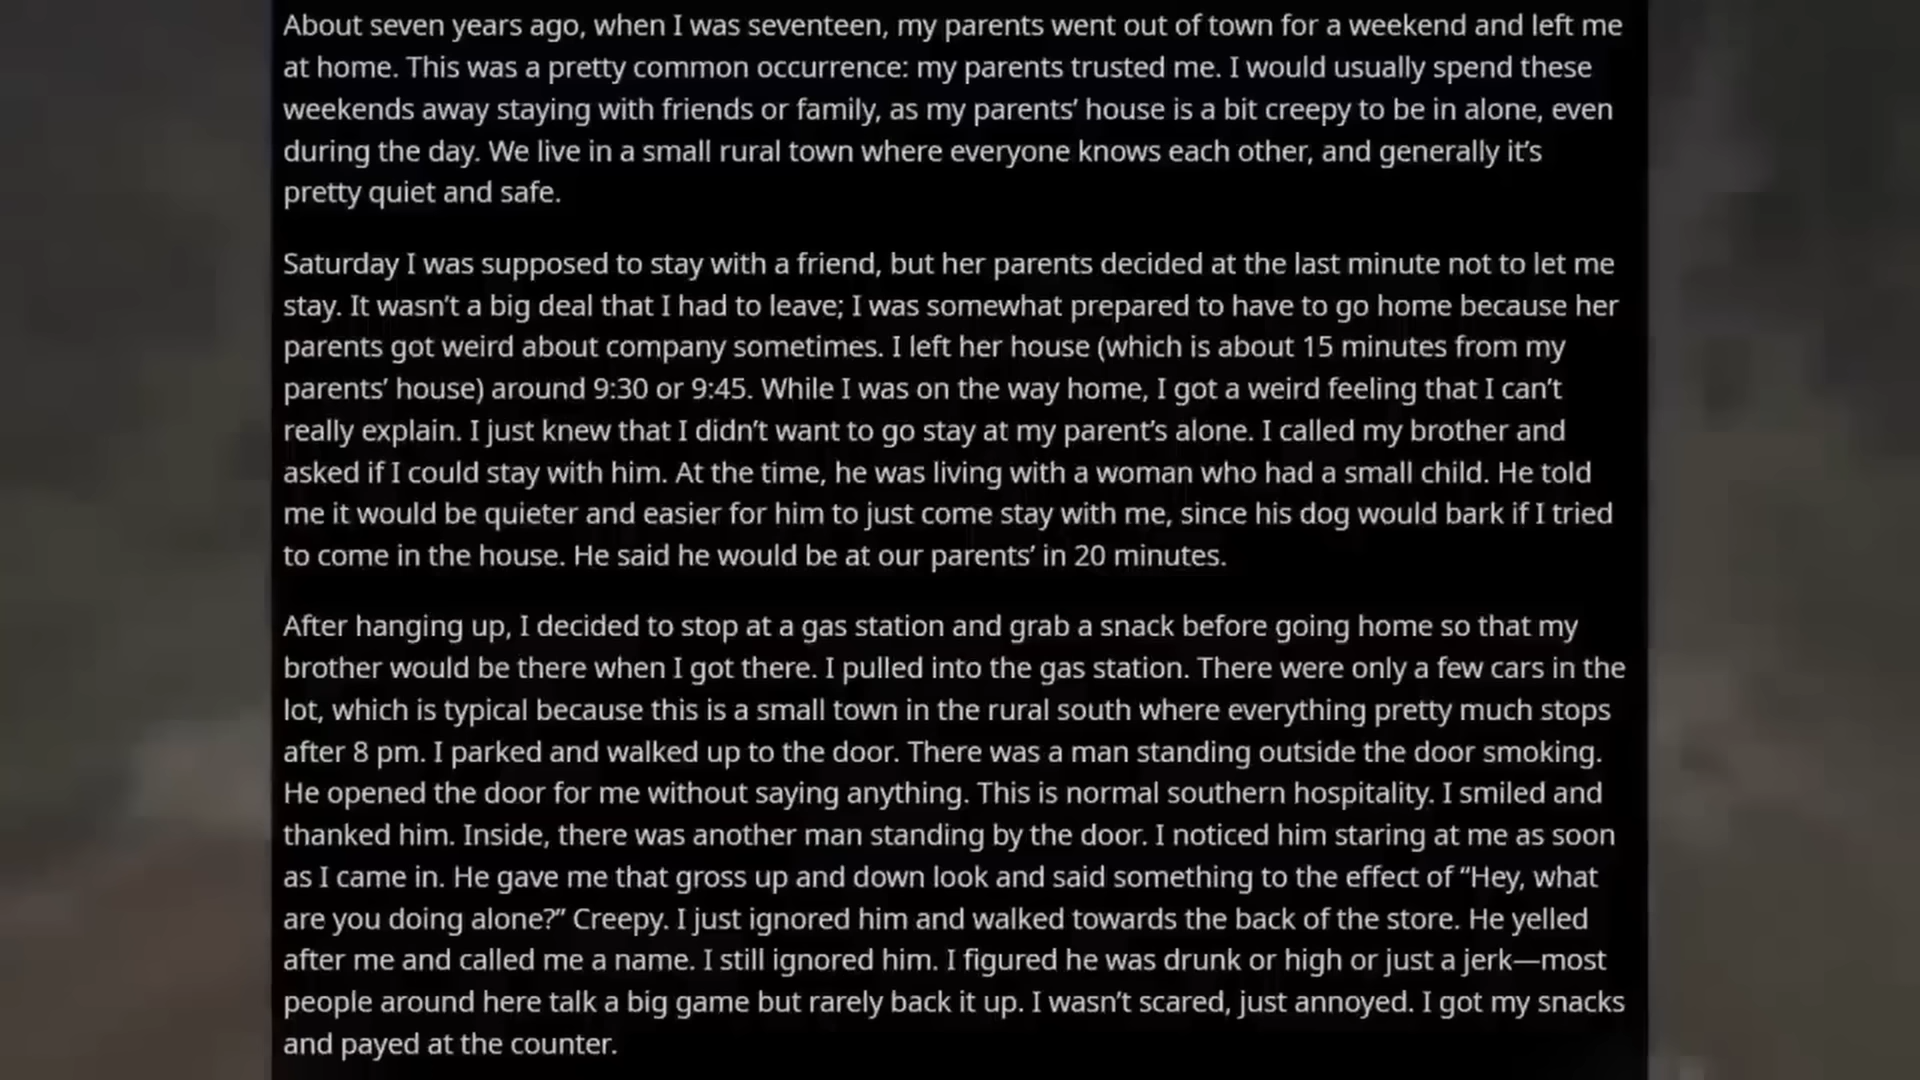 About seven years ago, when I was seventeen, my parents went out of town for a weekend and left me
at home. This was a pretty common occurrence: my parents trusted me. I would usually spend these
weekends away staying with friends or family, as my parents’ house is a bit creepy to be in alone, even
during the day. We live in a small rural town where everyone knows each other, and generally it’s
pretty quiet and safe.
Saturday I was supposed to stay with a friend, but her parents decided at the last minute not to let me
stay. It wasn’t a big deal that I had to leave; I was somewhat prepared to have to go home because her
parents got weird about company sometimes. I left her house (which is about 15 minutes from my
parents’ house) around 9:30 or 9:45. While I was on the way home, I got a weird feeling that I can’t
really explain. I just knew that I didn’t want to go stay at my parent’s alone. I called my brother and
asked if I could stay with him. At the time, he was living with a woman who had a small child. He told
me it would be quieter and easier for him to just come stay with me, since his dog would bark if I tried
to come in the house. He said he would be at our parents’ in 20 minutes.
After hanging up, I decided to stop at a gas station and grab a snack before going home so that my
brother would be there when I got there. I pulled into the gas station. There were only a few cars in the
lot, which is typical because this is a small town in the rural south where everything pretty much stops
after 8 pm. I parked and walked up to the door. There was a man standing outside the door smoking.
He opened the door for me without saying anything. This is normal southern hospitality. I smiled and
thanked him. Inside, there was another man standing by the door. I noticed him staring at me as soon
as I came in. He gave me that gross up and down look and said something to the effect of “Hey, what
are you doing alone?” Creepy. I just ignored him and walked towards the back of the store. He yelled
after me and called me a name. I still ignored him. I figured he was drunk or high or just a jerk—most
people around here talk a big game but rarely back it up. I wasn’t scared, just annoyed. I got my snacks
and payed at the counter.